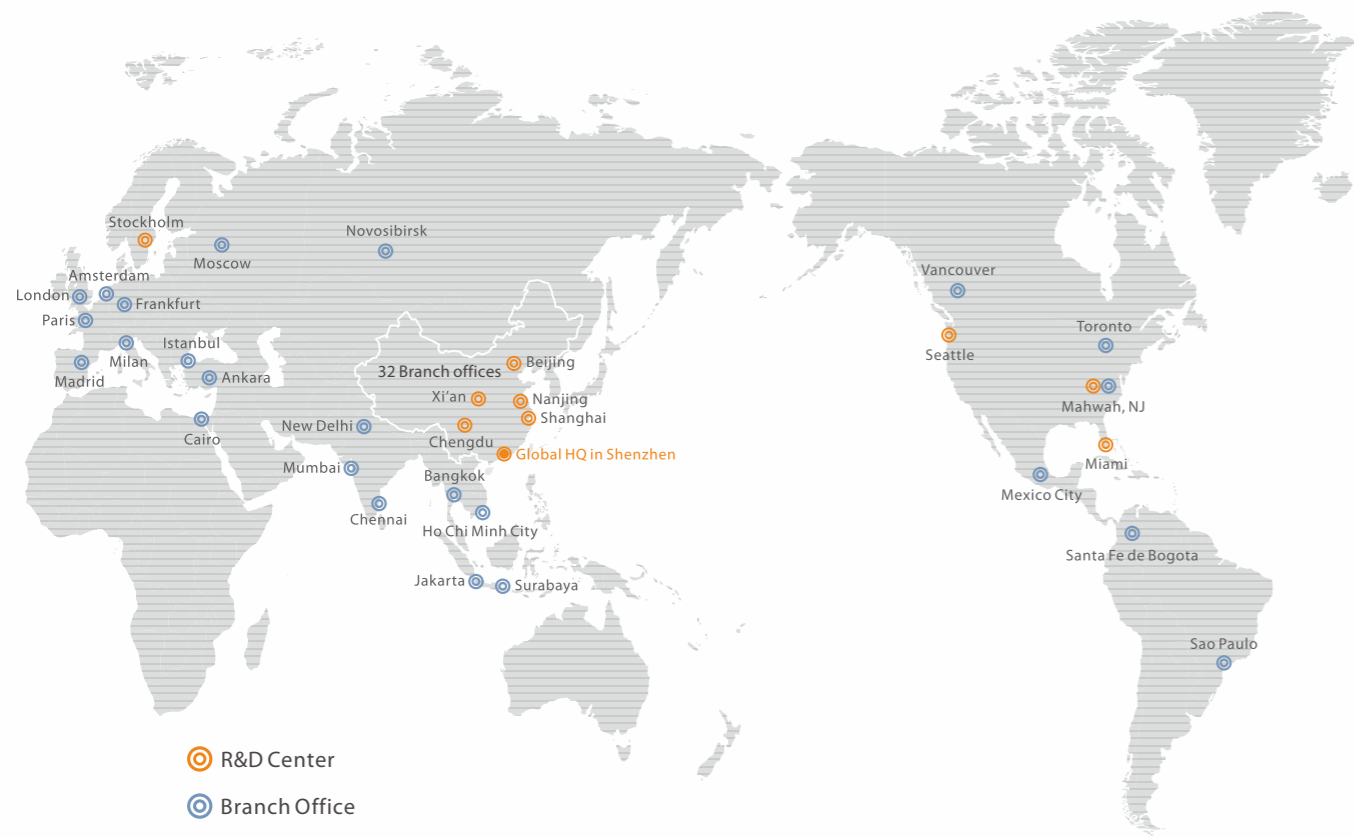 Stockholm
Novosibirsk
Moscow
Amsterdam
London
Frankfurt
Paris
Istanbul
Milan
Madrid
Ankara
Cairo
Vancouver
Toronto
Seattle
Mahwah, NJ
Miami
Mexico City
Santa Fe de Bogota
Sao Paulo
32 Branch offices
Beijing
Xi’an
Nanjing
Shanghai
Chengdu
Global HQ in Shenzhen
New Delhi
Mumbai
Chennai
Bangkok
Ho Chi Minh City
Jakarta
Surabaya
R&D Center
Branch Office